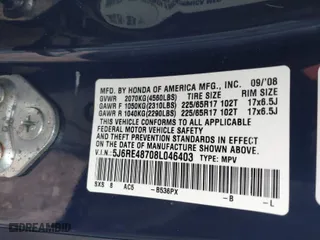 MFD. BY HONDA OF AMERICA MFG., INC. 09/'08
GVWR 2070KG(4560LBS) TIRE SIZE RIM SIZE
GAWR F 1050KG(2310LBS) 225/65R17 102T 17x6.5J
GAWR R 1040KG(2290LBS) 225/65R17 102T 17x6.5J
THIS VEHICLE CONFORMS TO ALL APPLICABLE
FEDERAL MOTOR VEHICLE SAFETY
AND THEFT PREVENTION STANDARDS
IN EFFECT ON THE DATE OF
MANUFACTURE SHOWN ABOVE.
V.I.N: 5J6RE48708L046403 TYPE: MPV
SXS 8 AC5 -B536PX -B -L